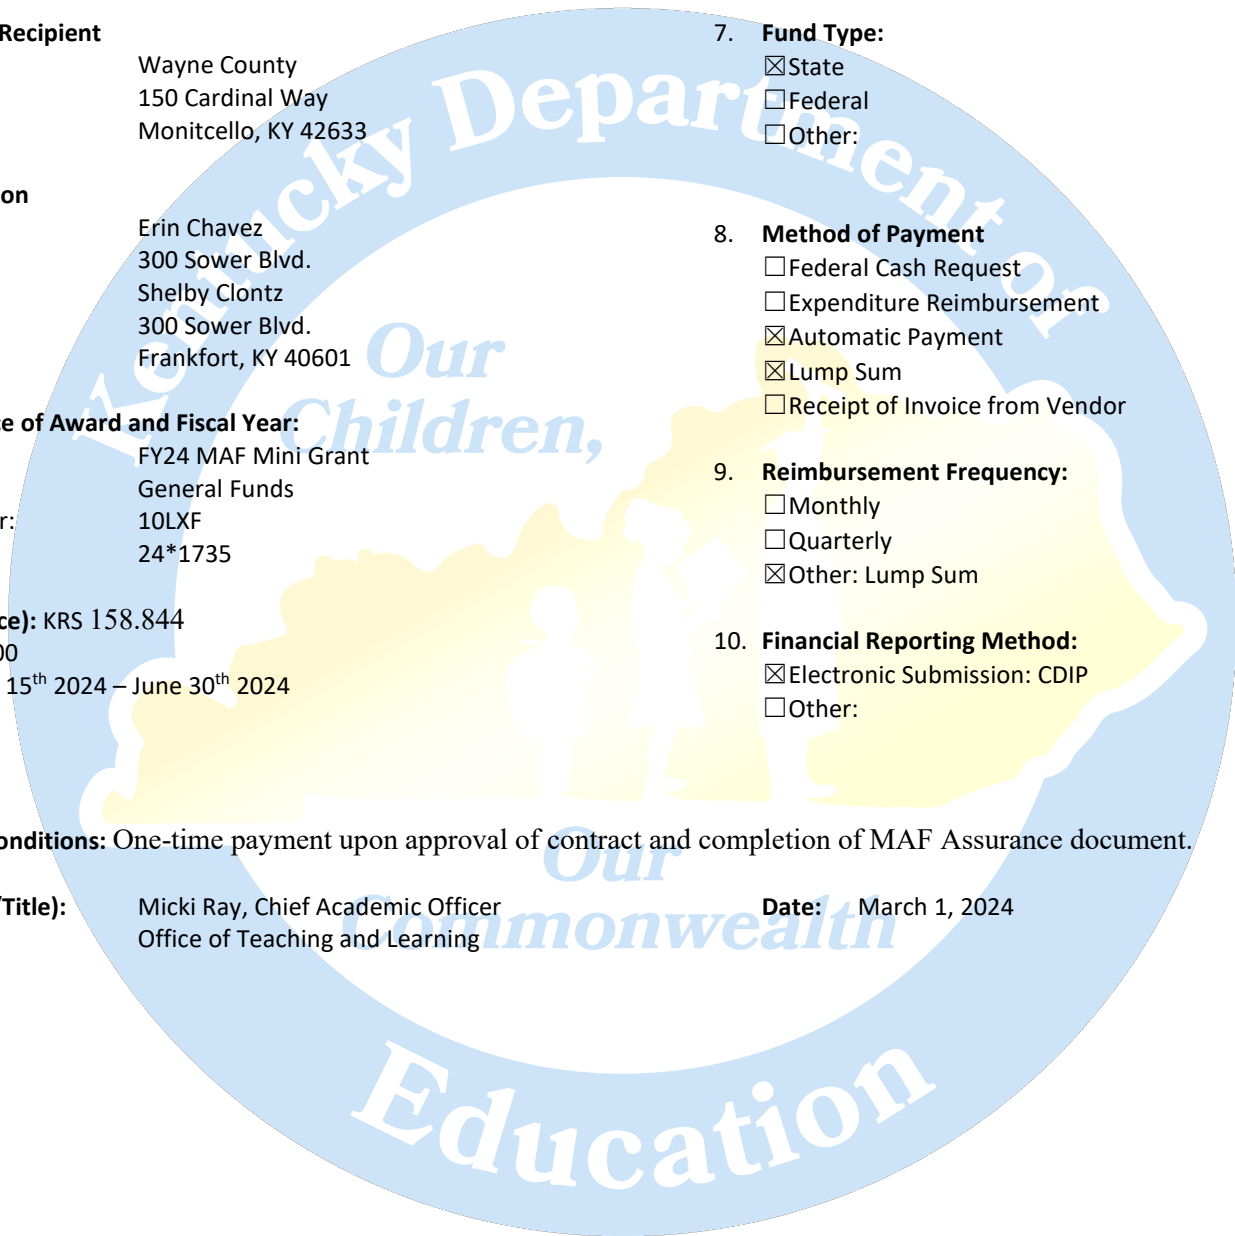 Recipient
Wayne County
150 Cardinal Way
Monitcello, KY 42633
on
Erin Chavez
300 Sower Blvd.
Shelby Clontz
300 Sower Blvd.
Frankfort, KY 40601
ce of Award and Fiscal Year:
FY24 MAF Mini Grant
General Funds
r: 10LXF
24*1735
ce): KRS 158.844
00
15th 2024 – June 30th 2024
7. Fund Type:
☒State
☐Federal
☐Other:
8. Method of Payment
☐Federal Cash Request
☐Expenditure Reimbursement
☒Automatic Payment
☒Lump Sum
☐Receipt of Invoice from Vendor
9. Reimbursement Frequency:
☐Monthly
☐Quarterly
☒Other: Lump Sum
10. Financial Reporting Method:
☒Electronic Submission: CDIP
☐Other:
onditions: One-time payment upon approval of contract and completion of MAF Assurance document.
/Title): Micki Ray, Chief Academic Officer Date: March 1, 2024
Office of Teaching and Learning
Kentucky Department of
Education
Our
Children,
Our
Commonwealth